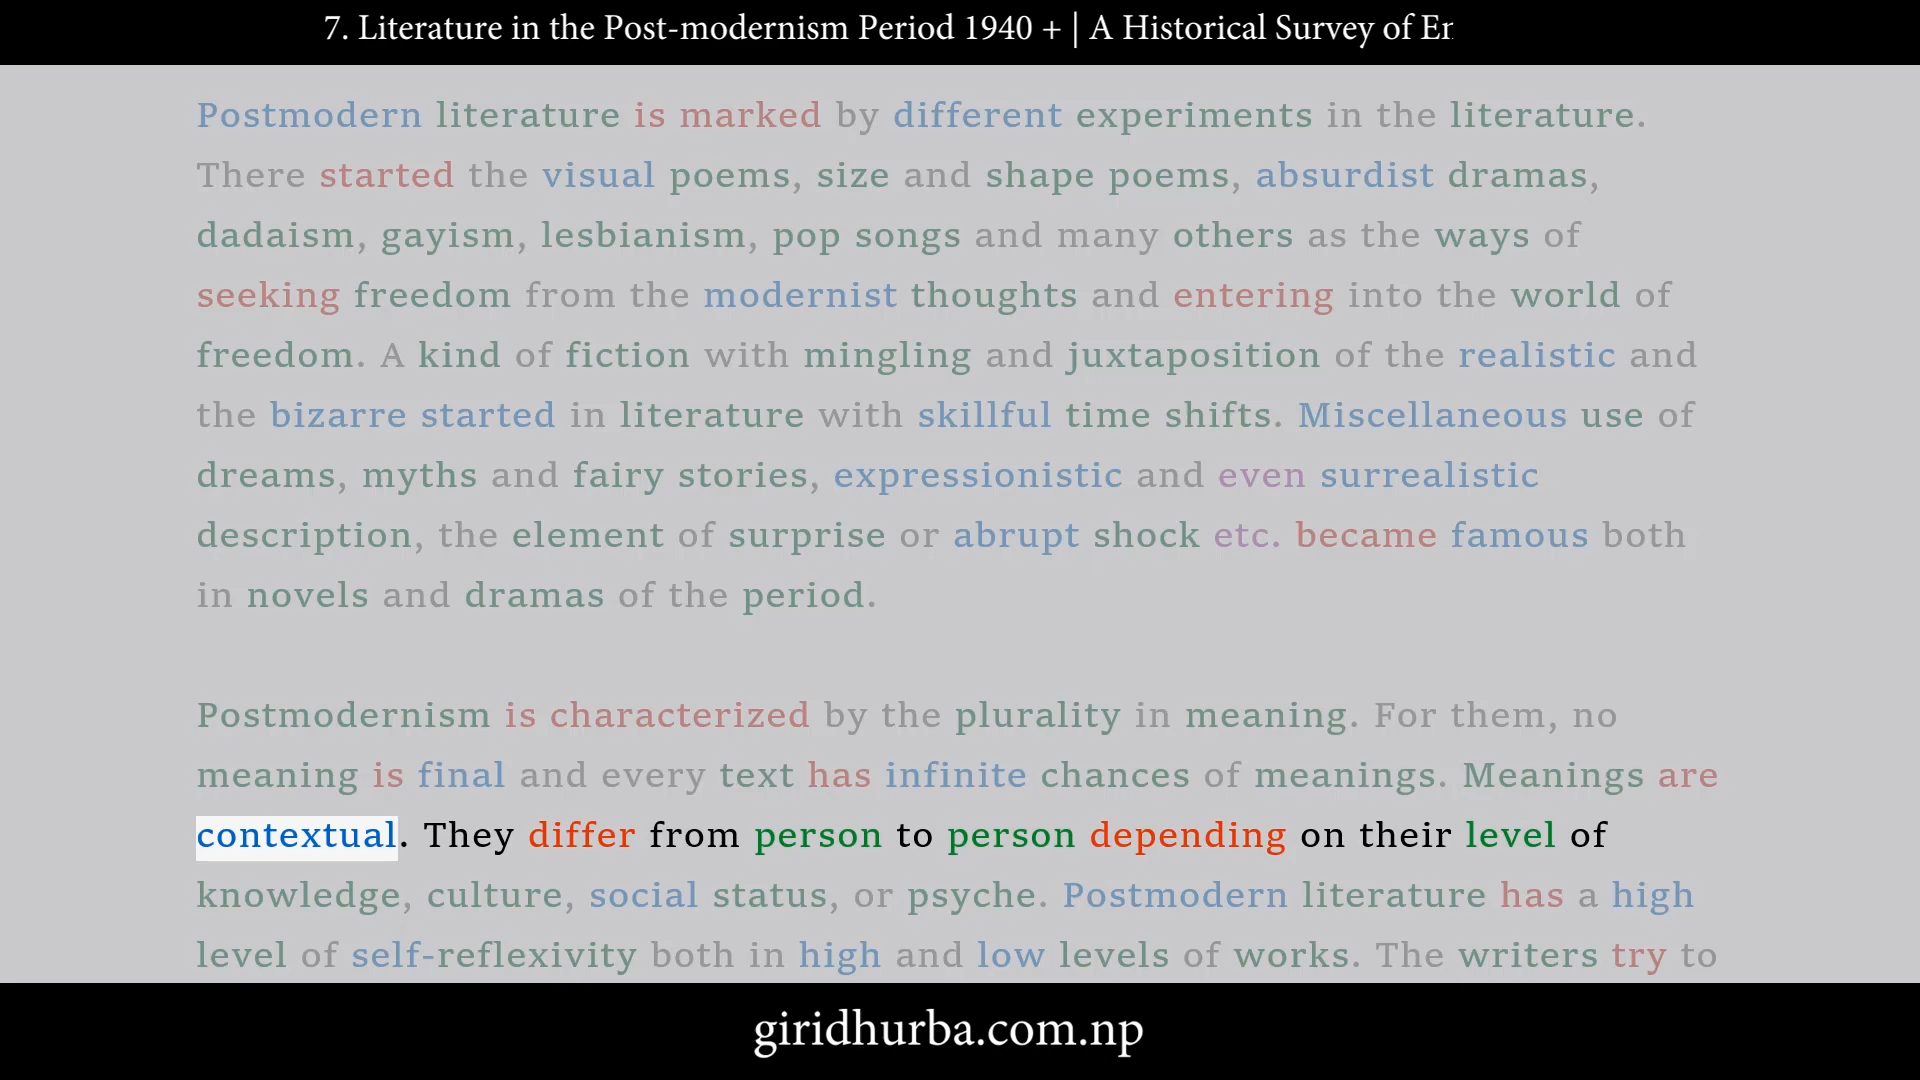 7. Literature in the Post-modernism Period 1940 + | A Historical Survey of Er
Postmodern literature is marked by different experiments in the literature.
There started the visual poems, size and shape poems, absurdist dramas,
dadaism, gayism, lesbianism, pop songs and many others as the ways of
seeking freedom from the modernist thoughts and entering into the world of
freedom. A kind of fiction with mingling and juxtaposition of the realistic and
the bizarre started in literature with skillful time shifts. Miscellaneous use of
dreams, myths and fairy stories, expressionistic and even surrealistic
description, the element of surprise or abrupt shock etc. became famous both
in novels and dramas of the period.
Postmodernism is characterized by the plurality in meaning. For them, no
meaning is final and every text has infinite chances of meanings. Meanings are
contextual. They differ from person to person depending on their level of
knowledge, culture, social status, or psyche. Postmodern literature has a high
level of self-reflexivity both in high and low levels of works. The writers try to
giridhurba.com.np